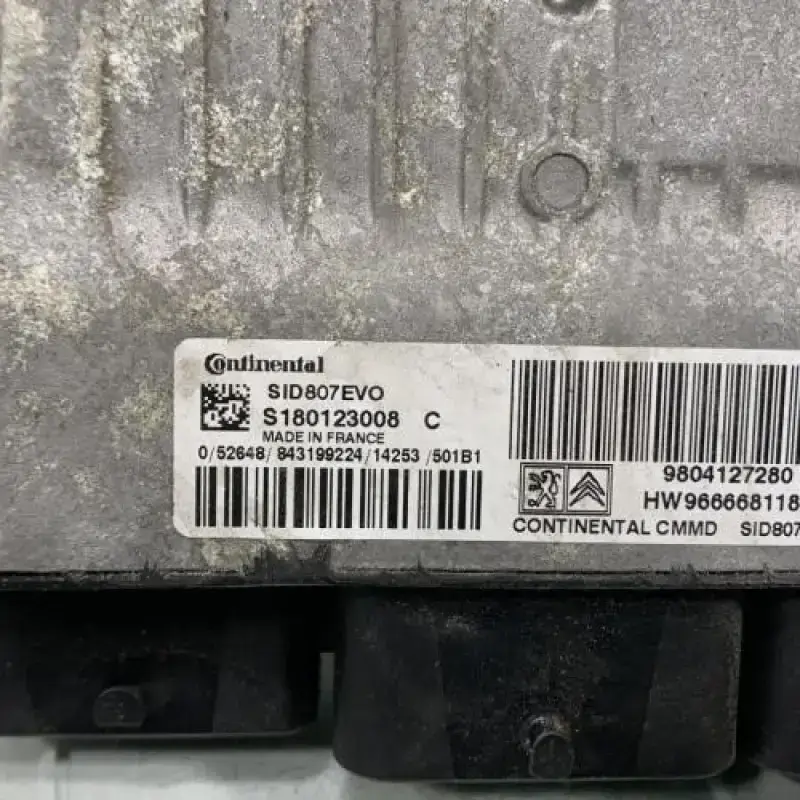 Continental
SID807EVO
S180123008 C
MADE IN FRANCE
0/52648/843199224/14253/501B1
9804127280
HW966668118
CONTINENTAL CMMD SID807